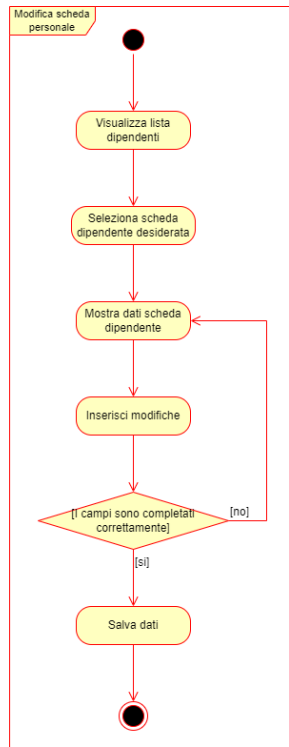 Modifica scheda
personale
Visualizza lista
dipendenti
Seleziona scheda
dipendente desiderata
Mostra dati scheda
dipendente
Inserisci modifiche
[I campi sono completati
correttamente]
[no]
[si]
Salva dati